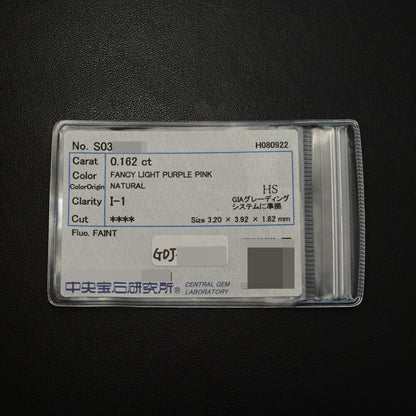 No. S03
H080922
Carat 0.162 ct
Color FANCY LIGHT PURPLE PINK
ColorOrigin NATURAL
HS
Clarity I-1
GIAグレーディング
システムに準拠
Cut **** Size 3.20 × 3.92 × 1.82 mm
Fluo. FAINT
GDJ
中央宝石研究所® CENTRAL GEM
LABORATORY